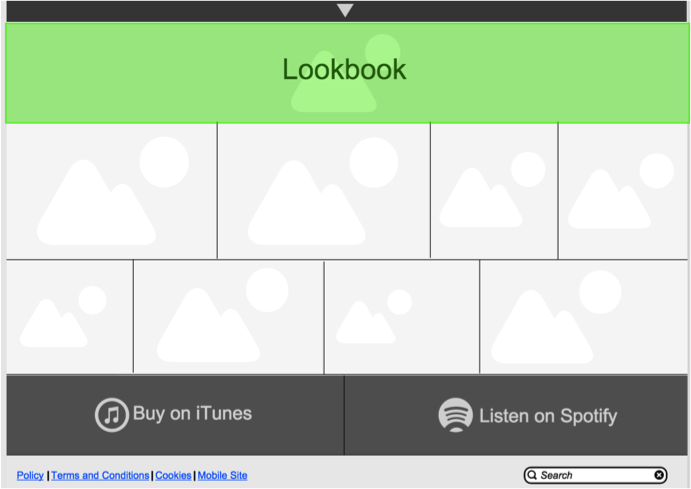 Lookbook
Buy on iTunes
Listen on Spotify
Policy | Terms and Conditions | Cookies | Mobile Site
Search